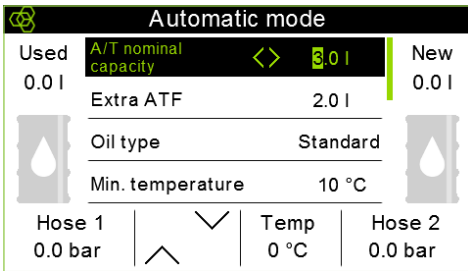 Automatic mode
Used
0.0 l
A/T nominal
capacity
<> 3.0 l
Extra ATF 2.0 l
Oil type Standard
Min. temperature 10 °C
New
0.0 l
Hose 1
0.0 bar
Temp
0 °C
Hose 2
0.0 bar